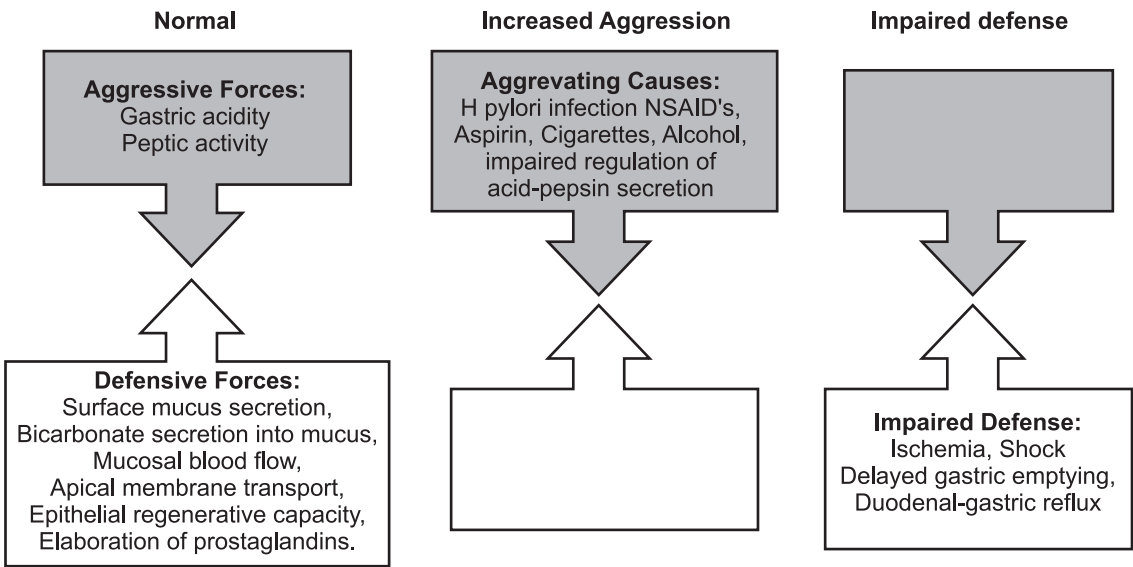 Normal
Increased Aggression
Impaired defense
Aggressive Forces:
Gastric acidity
Peptic activity
Aggrevating Causes:
H pylori infection NSAID's,
Aspirin, Cigarettes, Alcohol,
impaired regulation of
acid-pepsin secretion
Defensive Forces:
Surface mucus secretion,
Bicarbonate secretion into mucus,
Mucosal blood flow,
Apical membrane transport,
Epithelial regenerative capacity,
Elaboration of prostaglandins.
Impaired Defense:
Ischemia, Shock
Delayed gastric emptying,
Duodenal-gastric reflux